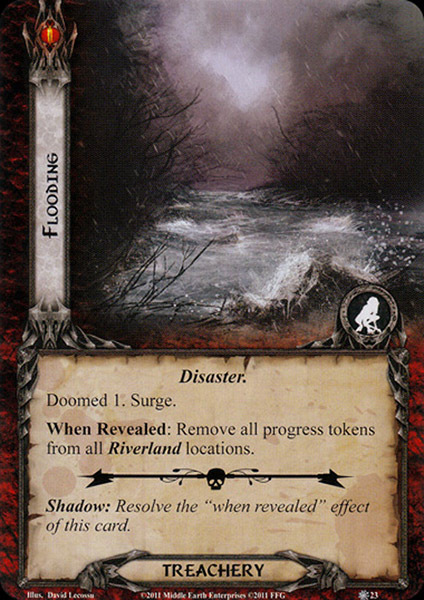 Flooding
Disaster.
Doomed 1. Surge.
When Revealed: Remove all progress tokens
from all Riverland locations.
Shadow: Resolve the “when revealed” effect
of this card.
TREACHERY
Illus. David Lecossu
©2011 Middle Earth Enterprises ©2011 FFG
23